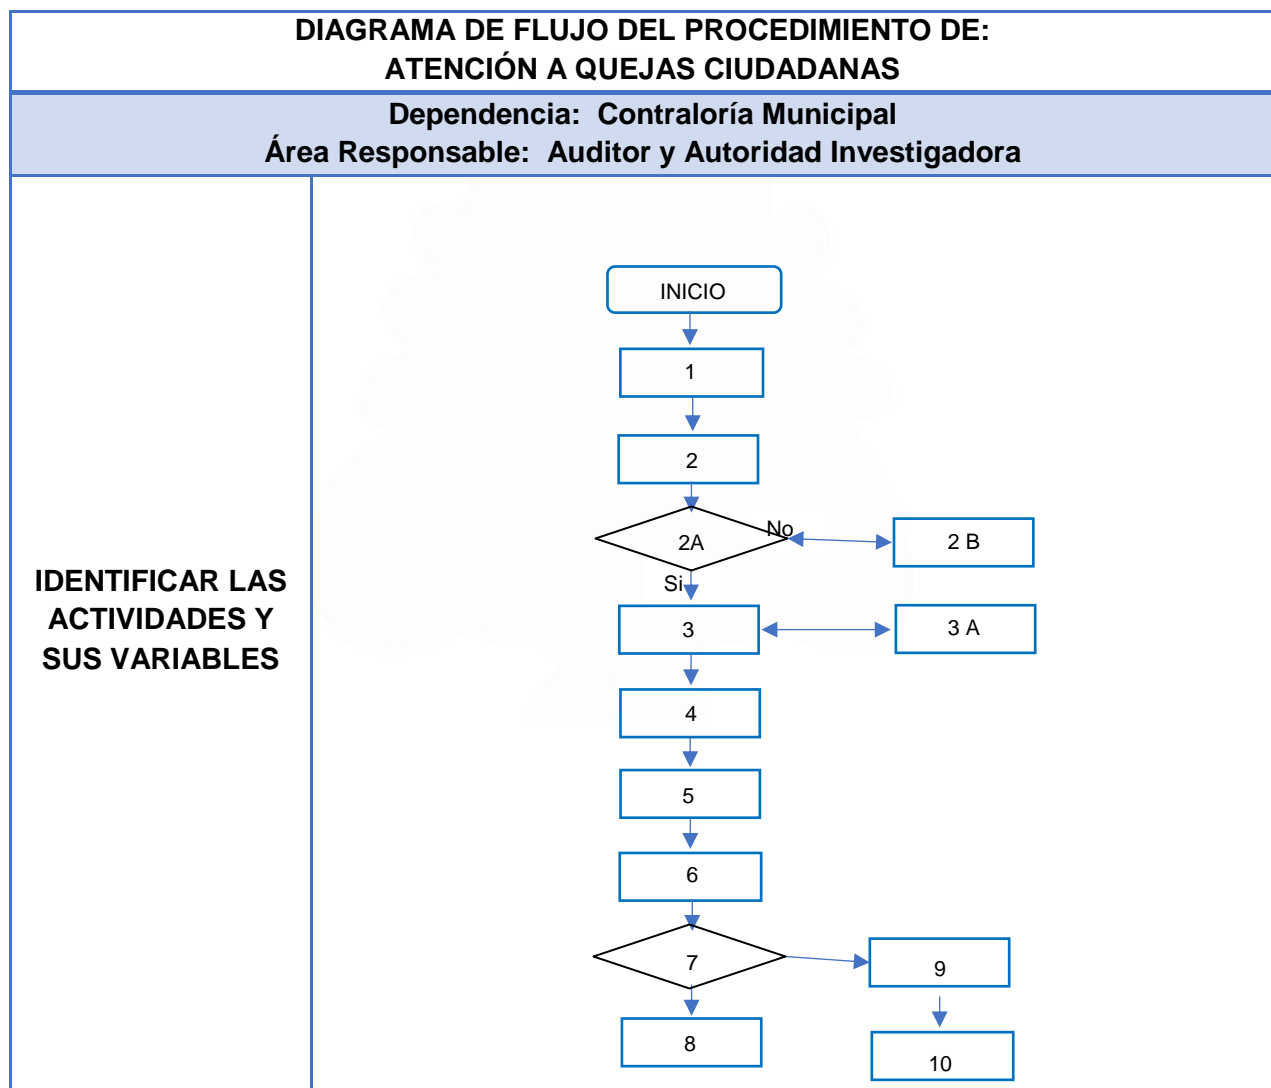 DIAGRAMA DE FLUJO DEL PROCEDIMIENTO DE:
ATENCIÓN A QUEJAS CIUDADANAS
Dependencia: Contraloría Municipal
Área Responsable: Auditor y Autoridad Investigadora
IDENTIFICAR LAS
ACTIVIDADES Y
SUS VARIABLES
INICIO
1
2
2A
No
2 B
Si
3
3 A
4
5
6
7
9
8
10